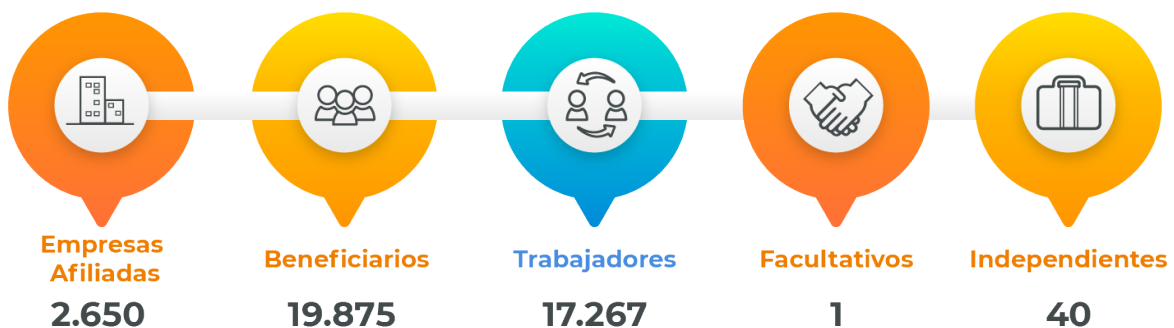 Empresas
Afiliadas
2.650
Beneficiarios
19.875
Trabajadores
17.267
Facultativos
1
Independientes
40